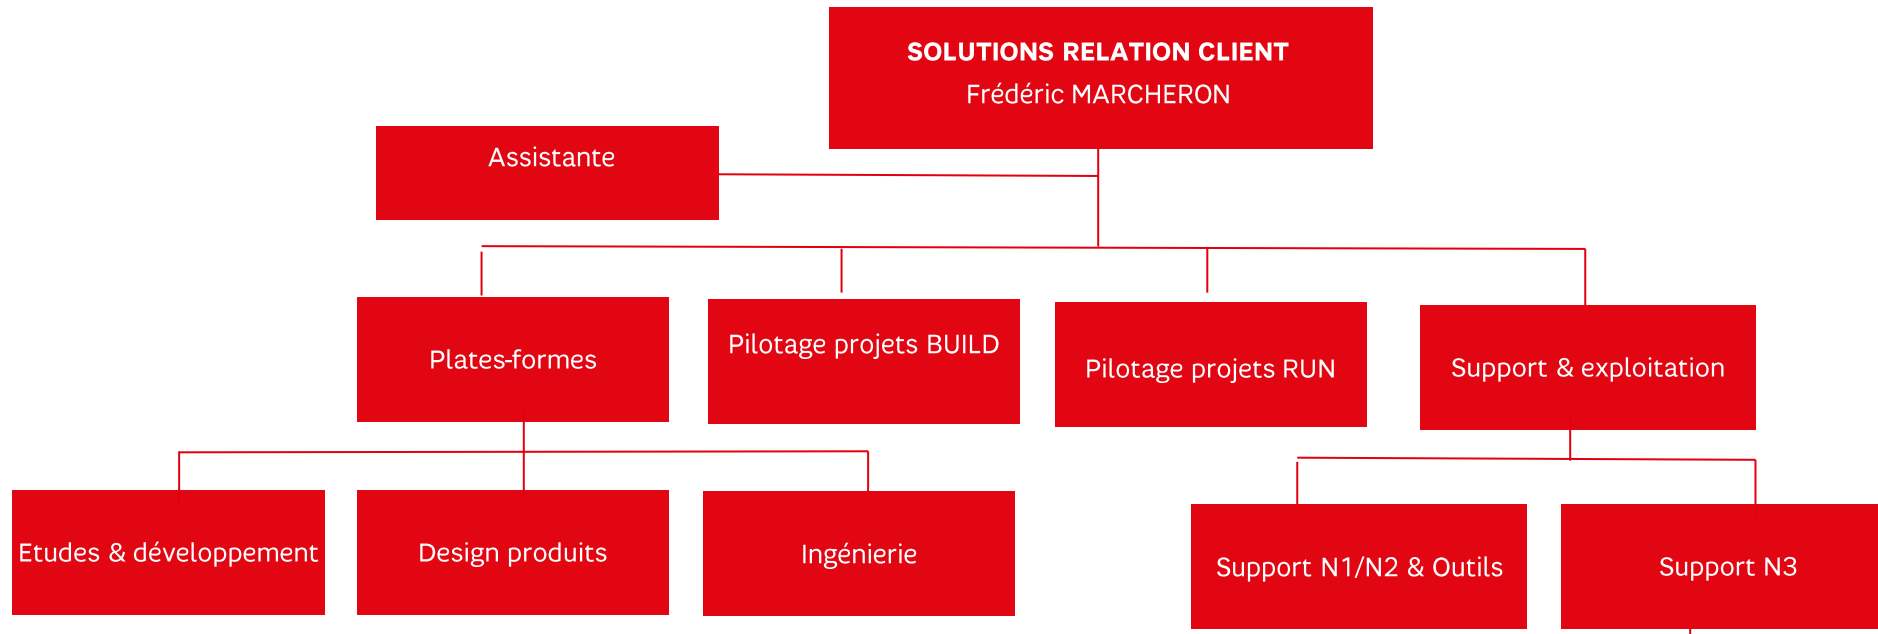 SOLUTIONS RELATION CLIENT
Frédéric MARCHERON
Assistante
Plates-formes
Pilotage projets BUILD
Pilotage projets RUN
Support & exploitation
Etudes & développement
Design produits
Ingénierie
Support N1/N2 & Outils
Support N3